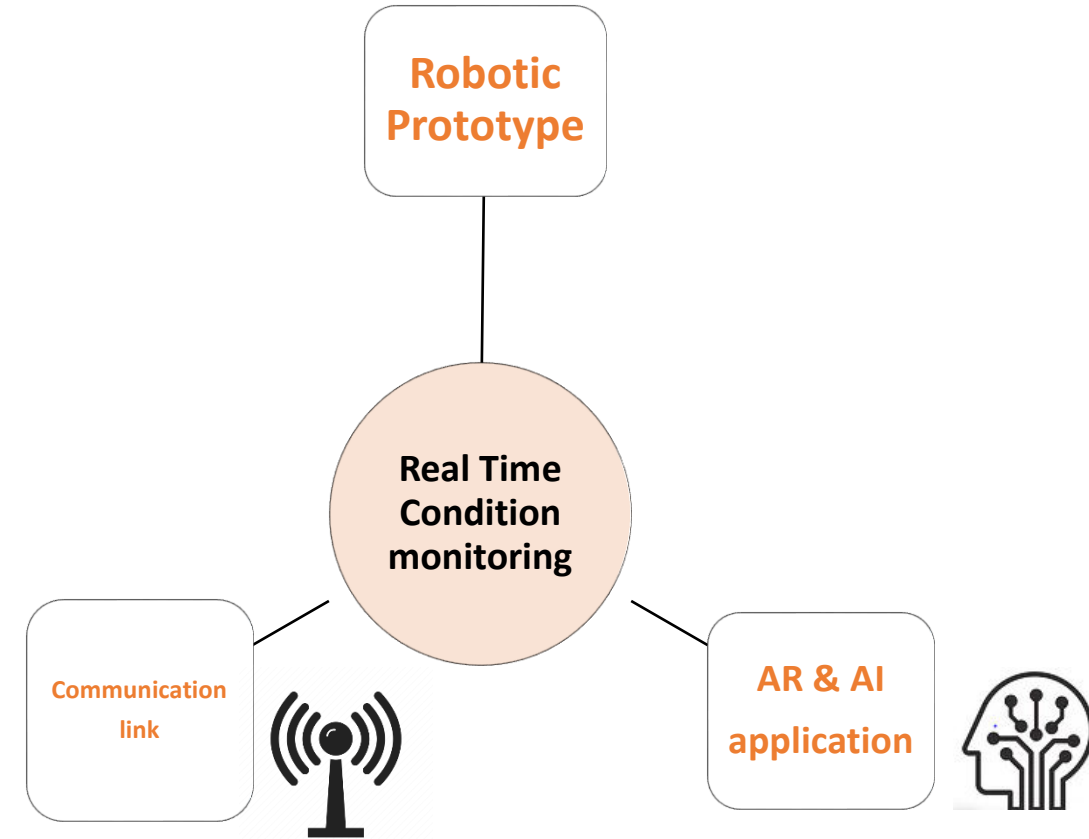 Robotic
Prototype
Real Time
Condition
monitoring
Communication
link
AR & AI
application